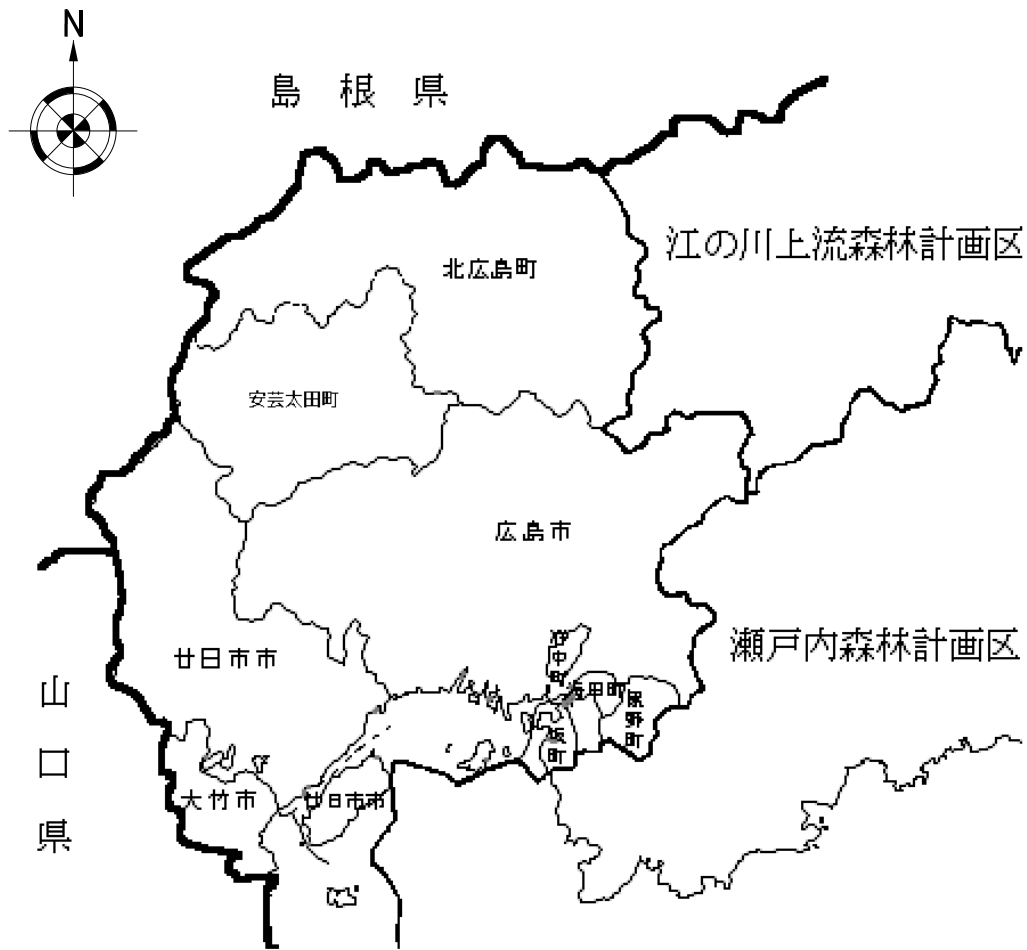 N
島根県
江の川上流森林計画区
北広島町
安芸太田町
広島市
瀬戸内森林計画区
廿日市市
府中町
海田町
熊野町
坂町
山口県
大竹市
廿日市市